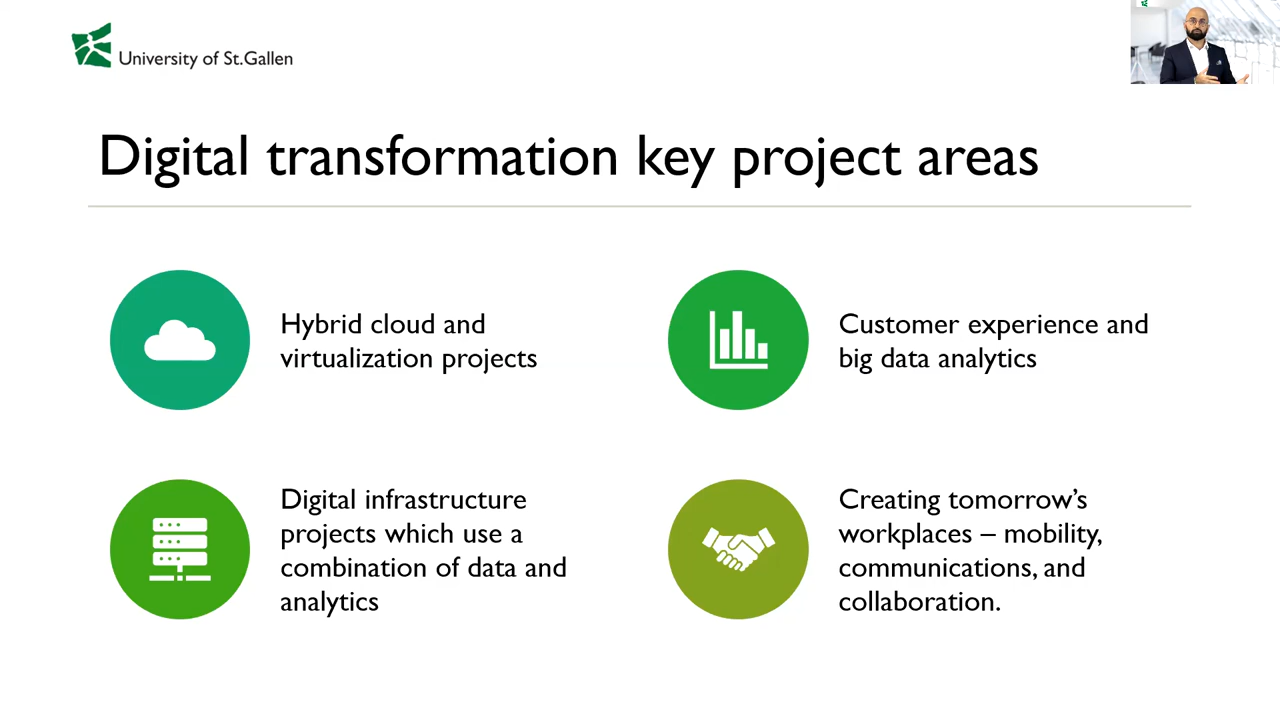 University of St.Gallen
Digital transformation key project areas
Hybrid cloud and
virtualization projects
Customer experience and
big data analytics
Digital infrastructure
projects which use a
combination of data and
analytics
Creating tomorrow’s
workplaces – mobility,
communications, and
collaboration.